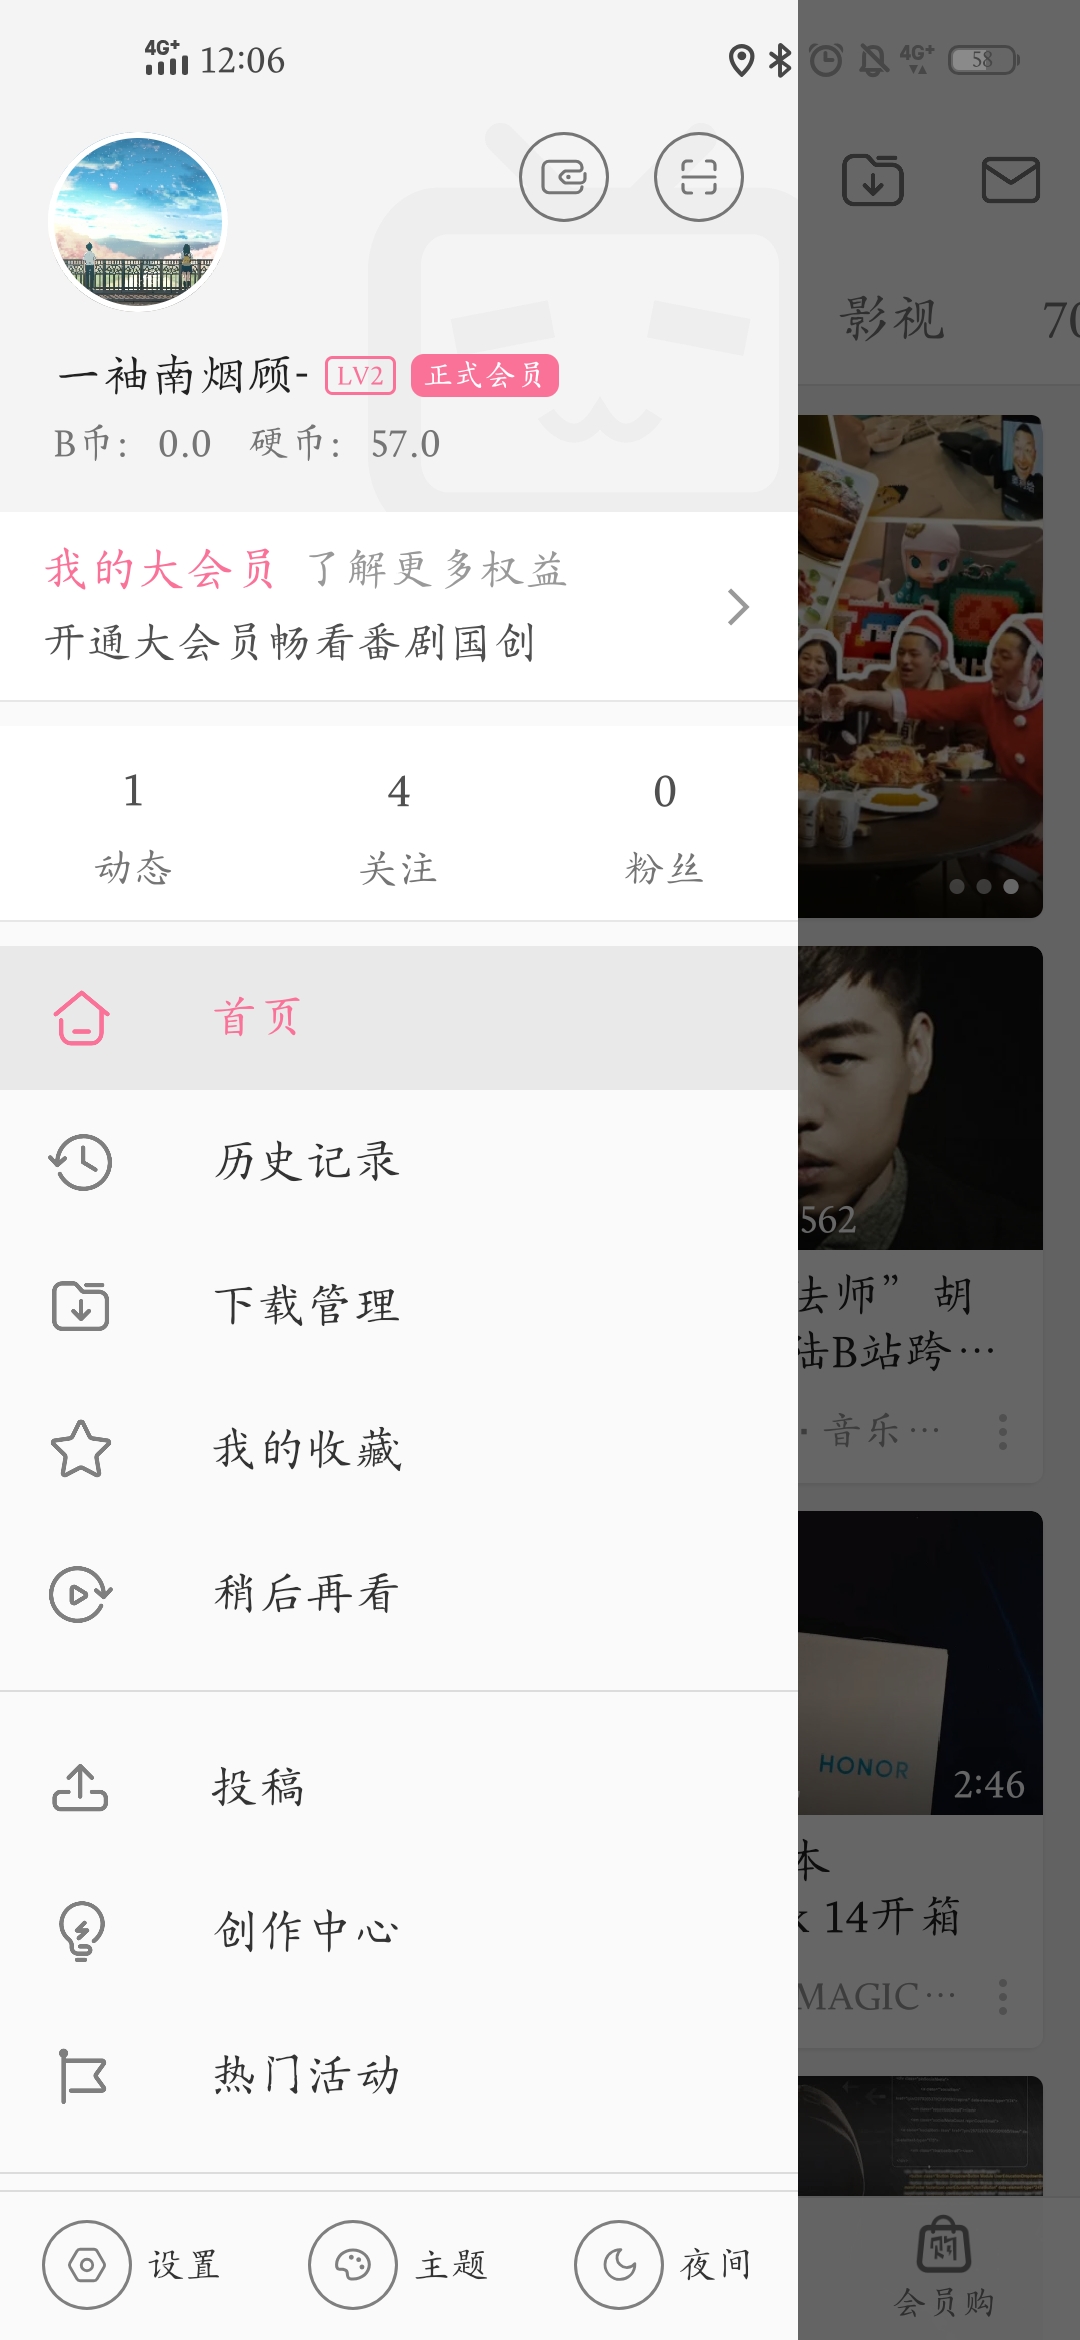 4G+ 12:06 4G+ 58
影视 70
一袖南烟顾- LV2 正式会员
B币： 0.0 硬币： 57.0
我的大会员 了解更多权益
开通大会员畅看番剧国创
1 4 0
动态 关注 粉丝
首页
历史记录
562
下载管理
法师” 胡
陆B站跨…
我的收藏
· 音乐…
稍后再看
投稿
HONOR
2:46
本
创作中心
k 14开箱
MAGIC…
热门活动
设置 主题 夜间
会员购